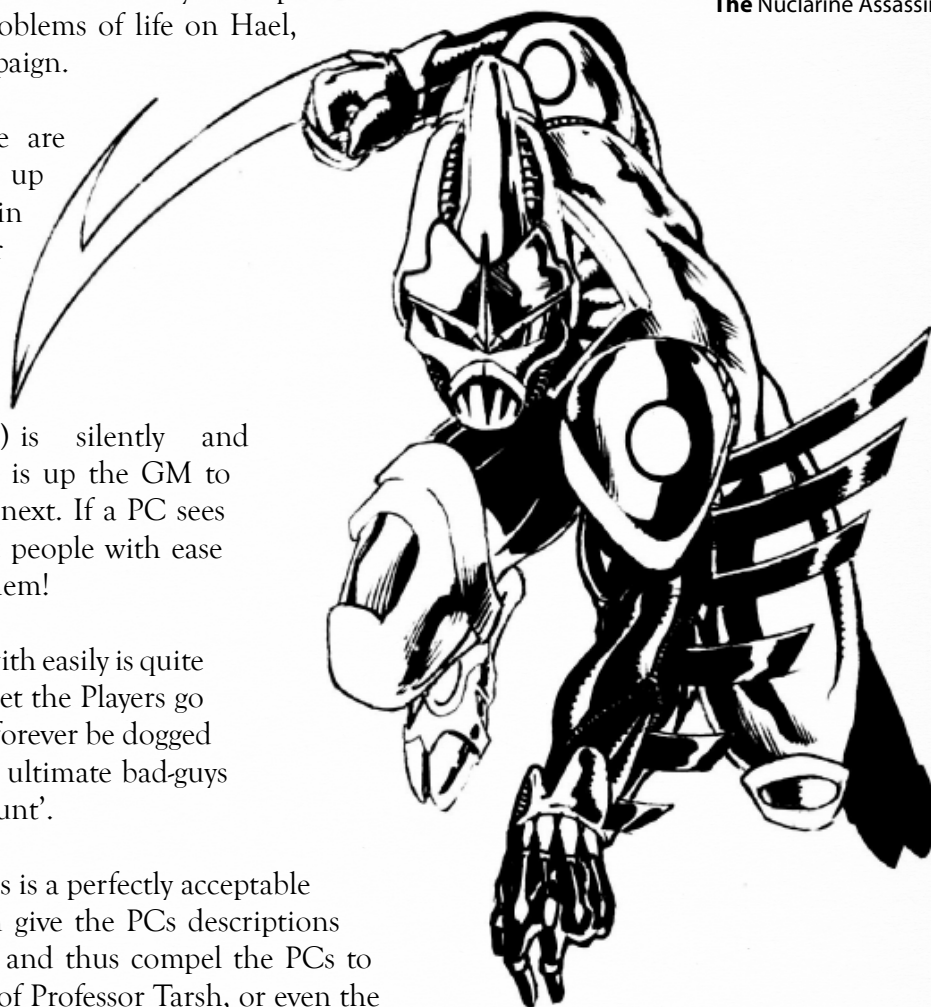 The Nuclarine Assassin
oblems of life on Hael,
paign.
e are
up
in
) is silently and
is up the GM to
next. If a PC sees
people with ease
em!
ith easily is quite
et the Players go
forever be dogged
ultimate bad-guys
unt'.
s is a perfectly acceptable
give the PCs descriptions
and thus compel the PCs to
of Professor Tarsh, or even the